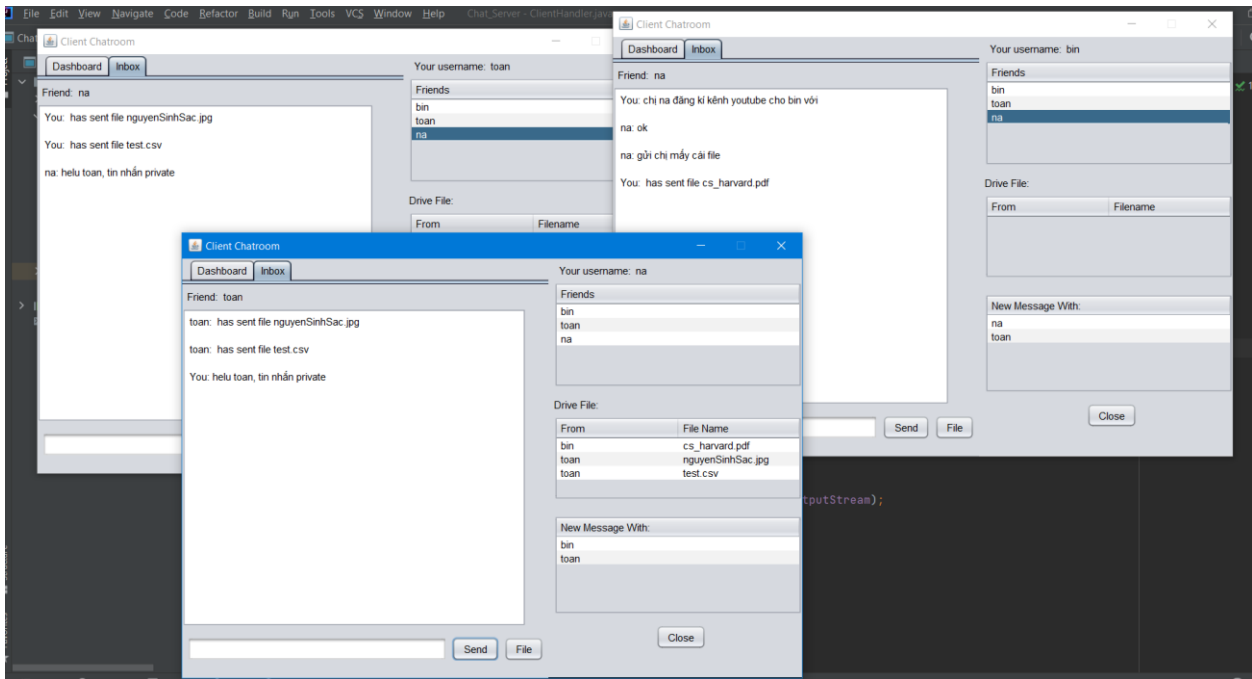 File Edit View Navigate Code Refactor Build Run Tools VCS Window Help Chat_Server - ClientHandler.java
Client Chatroom
Dashboard Inbox
Your username: toan
Friend: na
Friends
bin
toan
na
You: has sent file nguyenSinhSac.jpg
You: has sent file test.csv
na: helu toan, tin nhắn private
Drive File:
From Filename
Client Chatroom
Dashboard Inbox
Your username: bin
Friend: na
Friends
bin
toan
na
You: chị na đăng kí kênh youtube cho bin với
na: ok
na: gửi chị mấy cái file
You: has sent file cs_harvard.pdf
Drive File:
From Filename
New Message With:
na
toan
Close
Send File
Client Chatroom
Dashboard Inbox
Your username: na
Friend: toan
Friends
bin
toan
na
toan: has sent file nguyenSinhSac.jpg
toan: has sent file test.csv
You: helu toan, tin nhắn private
Drive File:
From File Name
bin cs_harvard.pdf
toan nguyenSinhSac.jpg
toan test.csv
New Message With:
bin
toan
Close
Send File
tputStream);